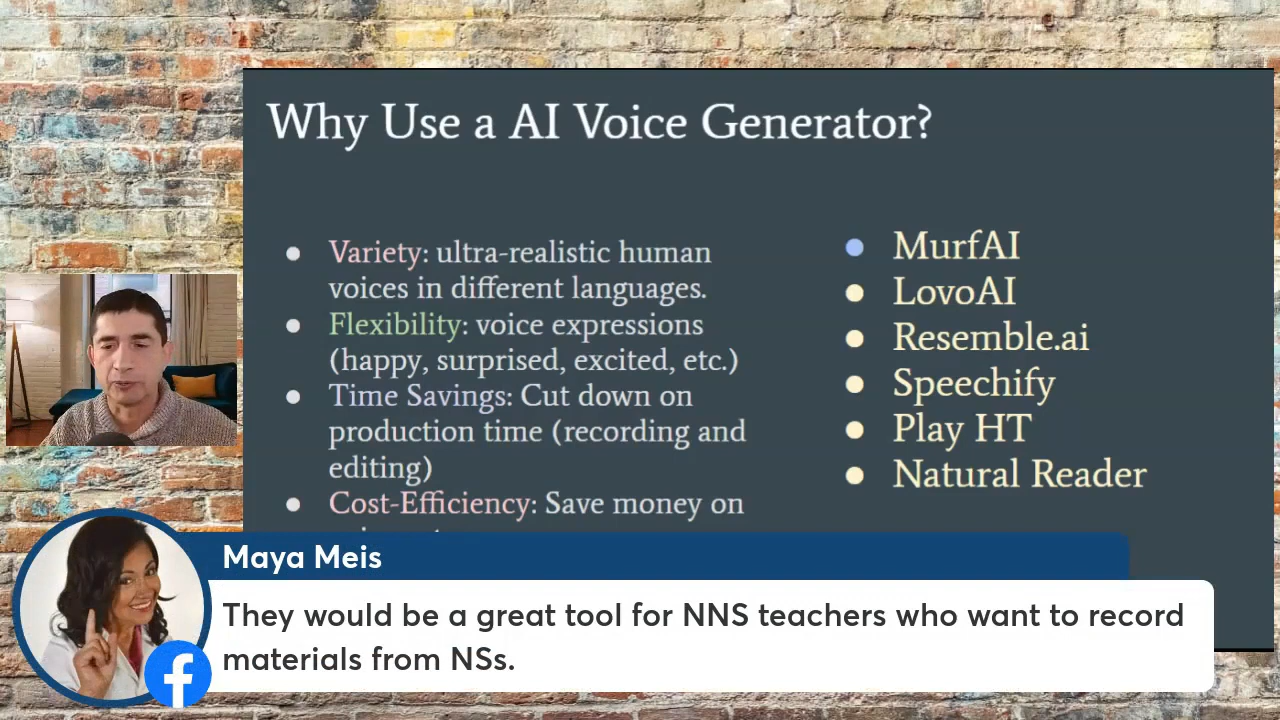 Why Use a AI Voice Generator?
Variety: ultra-realistic human
voices in different languages.
Flexibility: voice expressions
(happy, surprised, excited, etc.)
Time Savings: Cut down on
production time (recording and
editing)
Cost-Efficiency: Save money on
MurfAI
LovoAI
Resemble.ai
Speechify
Play HT
Natural Reader
Maya Meis
They would be a great tool for NNS teachers who want to record
materials from NSs.